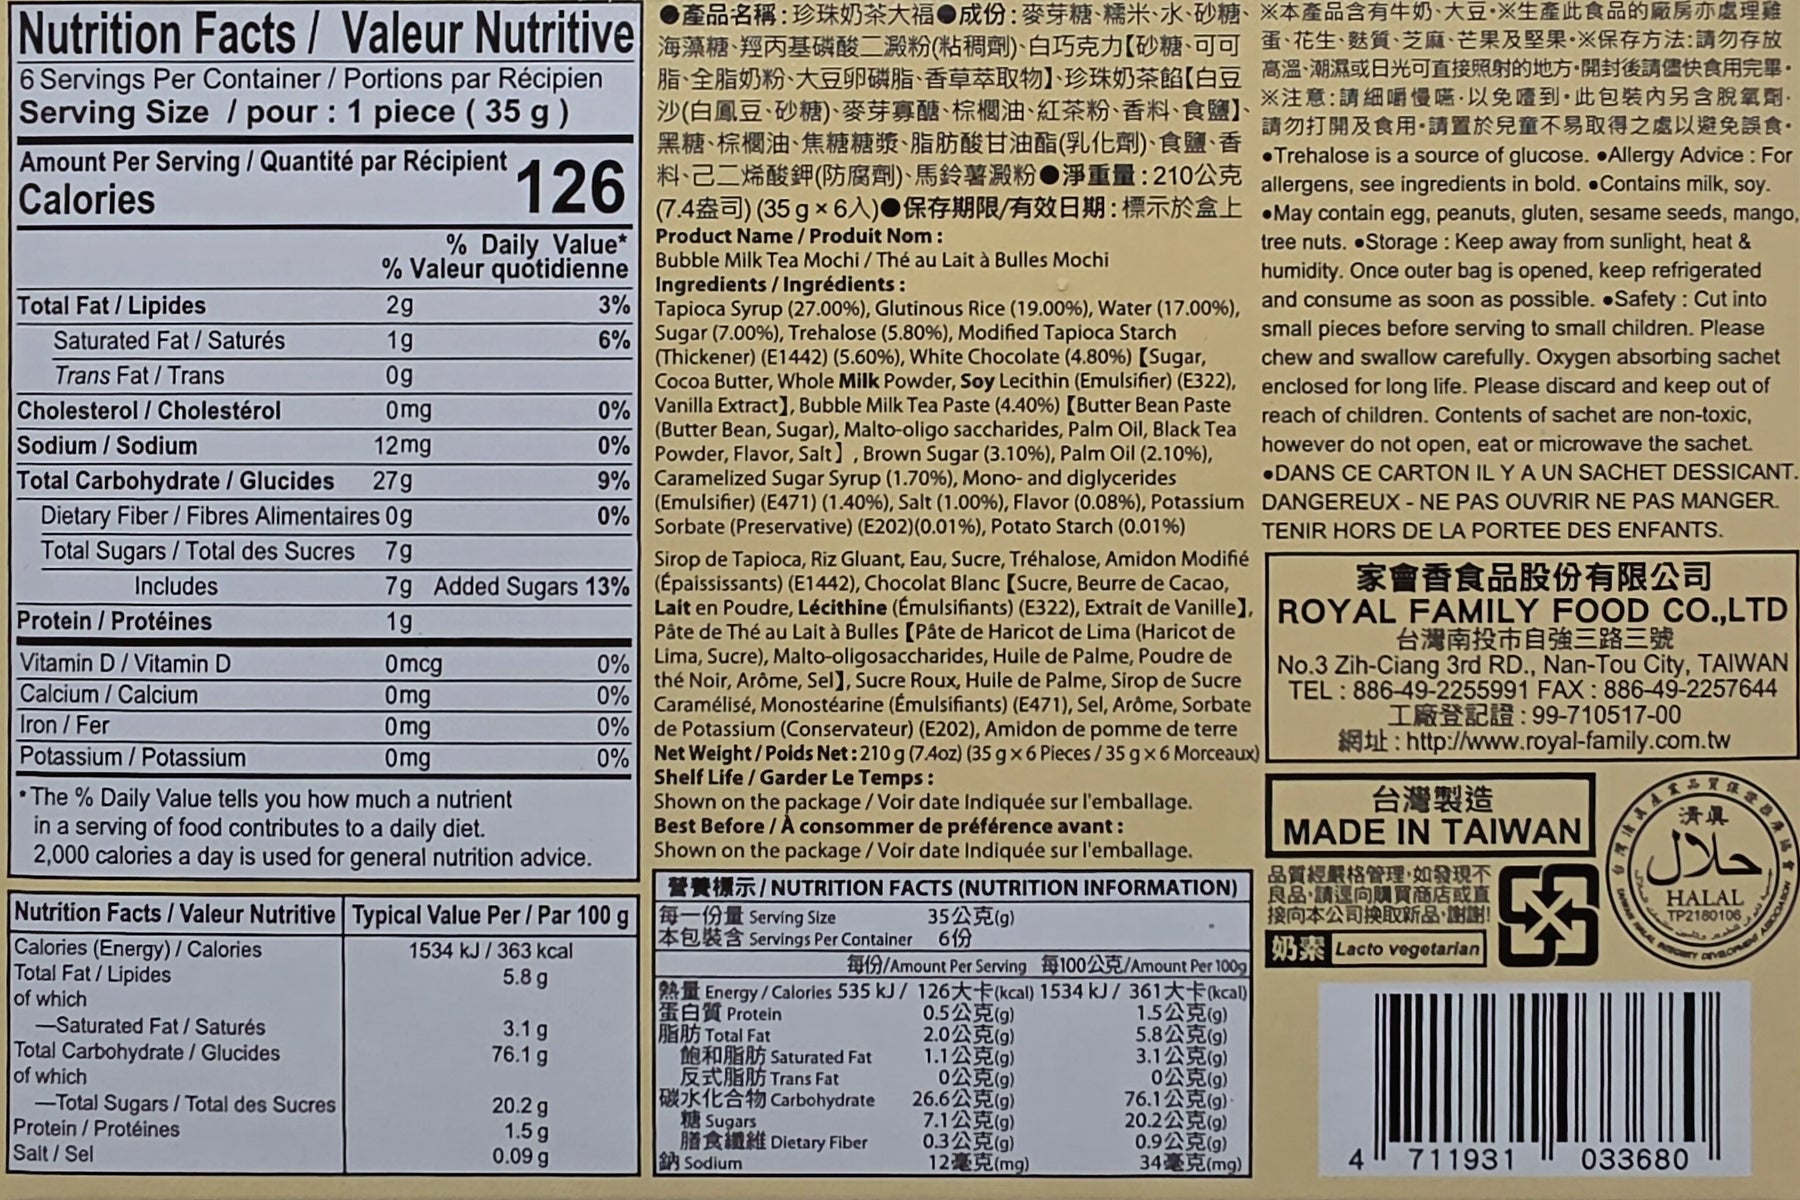 Nutrition Facts / Valeur Nutritive
6 Servings Per Container / Portions par Récipien
Serving Size / pour : 1 piece ( 35 g )
Amount Per Serving / Quantité par Récipient
Calories 126
% Daily Value*
% Valeur quotidienne
Total Fat / Lipides 2g 3%
Saturated Fat / Saturés 1g 6%
Trans Fat / Trans 0g
Cholesterol / Cholestérol 0mg 0%
Sodium / Sodium 12mg 0%
Total Carbohydrate / Glucides 27g 9%
Dietary Fiber / Fibres Alimentaires 0g 0%
Total Sugars / Total des Sucres 7g
Includes 7g Added Sugars 13%
Protein / Protéines 1g
Vitamin D / Vitamin D 0mcg 0%
Calcium / Calcium 0mg 0%
Iron / Fer 0mg 0%
Potassium / Potassium 0mg 0%
*The % Daily Value tells you how much a nutrient
in a serving of food contributes to a daily diet.
2,000 calories a day is used for general nutrition advice.
Nutrition Facts / Valeur Nutritive Typical Value Per / Par 100 g
Calories (Energy) / Calories 1534 kJ / 363 kcal
Total Fat / Lipides 5.8 g
of which
—Saturated Fat / Saturés 3.1 g
Total Carbohydrate / Glucides 76.1 g
of which
—Total Sugars / Total des Sucres 20.2 g
Protein / Protéines 1.5 g
Salt / Sel 0.09 g
●產品名稱:珍珠奶茶大福●成份:麥芽糖、糯米、水、砂糖、
海藻糖、羥丙基磷酸二澱粉(粘稠劑)、白巧克力【砂糖、可可
脂、全脂奶粉、大豆卵磷脂、香草萃取物】、珍珠奶茶餡【白豆
沙(白鳳豆、砂糖)、麥芽寡醣、棕櫚油、紅茶粉、香料、食鹽】、
黑糖、棕櫚油、焦糖糖漿、脂肪酸甘油酯(乳化劑)、食鹽、香
料、己二烯酸鉀(防腐劑)、馬鈴薯澱粉●淨重量:210公克
(7.4盎司) (35 g × 6入)●保存期限/有效日期:標示於盒上
Product Name / Produit Nom :
Bubble Milk Tea Mochi / Thé au Lait à Bulles Mochi
Ingredients / Ingrédients :
Tapioca Syrup (27.00%), Glutinous Rice (19.00%), Water (17.00%),
Sugar (7.00%), Trehalose (5.80%), Modified Tapioca Starch
(Thickener) (E1442) (5.60%), White Chocolate (4.80%)【Sugar,
Cocoa Butter, Whole Milk Powder, Soy Lecithin (Emulsifier) (E322),
Vanilla Extract】, Bubble Milk Tea Paste (4.40%)【Butter Bean Paste
(Butter Bean, Sugar), Malto-oligo saccharides, Palm Oil, Black Tea
Powder, Flavor, Salt】, Brown Sugar (3.10%), Palm Oil (2.10%),
Caramelized Sugar Syrup (1.70%), Mono- and diglycerides
(Emulsifier) (E471) (1.40%), Salt (1.00%), Flavor (0.08%), Potassium
Sorbate (Preservative) (E202)(0.01%), Potato Starch (0.01%)
Sirop de Tapioca, Riz Gluant, Eau, Sucre, Tréhalose, Amidon Modifié
(Épaississants) (E1442), Chocolat Blanc【Sucre, Beurre de Cacao,
Lait en Poudre, Lécithine (Émulsifiants) (E322), Extrait de Vanille】,
Pâte de Thé au Lait à Bulles【Pâte de Haricot de Lima (Haricot de
Lima, Sucre), Malto-oligosaccharides, Huile de Palme, Poudre de
thé Noir, Arôme, Sel】, Sucre Roux, Huile de Palme, Sirop de Sucre
Caramélisé, Monostéarine (Émulsifiants) (E471), Sel, Arôme, Sorbate
de Potassium (Conservateur) (E202), Amidon de pomme de terre
Net Weight / Poids Net : 210 g (7.4oz) (35 g × 6 Pieces / 35 g × 6 Morceaux)
Shelf Life / Garder Le Temps :
Shown on the package / Voir date Indiquée sur l'emballage.
Best Before / À consommer de préférence avant :
Shown on the package / Voir date Indiquée sur l'emballage.
營養標示 / NUTRITION FACTS (NUTRITION INFORMATION)
每一份量 Serving Size 35公克(g)
本包裝含 Servings Per Container 6份
每份/Amount Per Serving 每100公克/Amount Per 100g
熱量 Energy / Calories 535 kJ / 126大卡(kcal) 1534 kJ / 361大卡(kcal)
蛋白質 Protein 0.5公克(g) 1.5公克(g)
脂肪 Total Fat 2.0公克(g) 5.8公克(g)
飽和脂肪 Saturated Fat 1.1公克(g) 3.1公克(g)
反式脂肪 Trans Fat 0公克(g) 0公克(g)
碳水化合物 Carbohydrate 26.6公克(g) 76.1公克(g)
糖 Sugars 7.1公克(g) 20.2公克(g)
膳食纖維 Dietary Fiber 0.3公克(g) 0.9公克(g)
鈉 Sodium 12毫克(mg) 34毫克(mg)
※本產品含有牛奶、大豆。※生產此食品的廠房亦處理雞
蛋、花生、麩質、芝麻、芒果及堅果。※保存方法:請勿存放
高溫、潮濕或日光可直接照射的地方。開封後請儘快食用完畢。
※注意:請細嚼慢嚥,以免噎到。此包裝內另含脫氧劑,
請勿打開及食用。請置於兒童不易取得之處以避免誤食。
●Trehalose is a source of glucose. ●Allergy Advice : For
allergens, see ingredients in bold. ●Contains milk, soy.
●May contain egg, peanuts, gluten, sesame seeds, mango,
tree nuts. ●Storage : Keep away from sunlight, heat &
humidity. Once outer bag is opened, keep refrigerated
and consume as soon as possible. ●Safety : Cut into
small pieces before serving to small children. Please
chew and swallow carefully. Oxygen absorbing sachet
enclosed for long life. Please discard and keep out of
reach of children. Contents of sachet are non-toxic,
however do not open, eat or microwave the sachet.
●DANS CE CARTON IL Y A UN SACHET DESSICANT.
DANGEREUX - NE PAS OUVRIR NE PAS MANGER.
TENIR HORS DE LA PORTEE DES ENFANTS.
家會香食品股份有限公司
ROYAL FAMILY FOOD CO.,LTD
台灣南投市自強三路三號
No.3 Zih-Ciang 3rd RD., Nan-Tou City, TAIWAN
TEL : 886-49-2255991 FAX : 886-49-2257644
工廠登記證 : 99-710517-00
網址 : http://www.royal-family.com.tw
台灣製造
MADE IN TAIWAN
品質經嚴格管理,如發現不
良品,請逕向購買商店或直
接向本公司換取新品,謝謝!
奶素 Lacto vegetarian
台灣清真產業品質保證推廣協會
清真
حلال
HALAL
TP2180106
TAIWAN HALAL INTEGRITY DEVELOPMENT ASSOCIATION
4 711931 033680